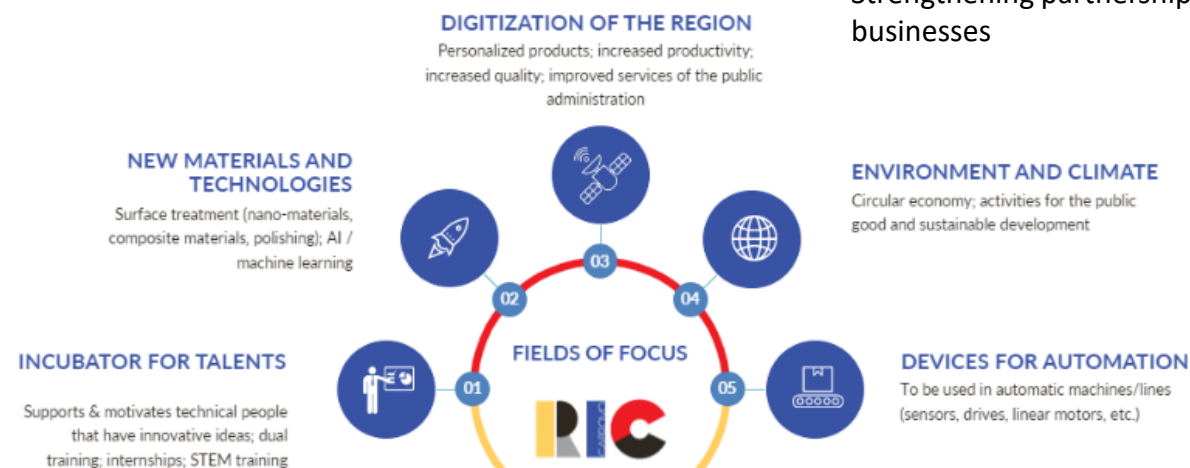 Strengthening partnership
businesses
DIGITIZATION OF THE REGION
Personalized products; increased productivity;
increased quality; improved services of the public
administration
NEW MATERIALS AND
TECHNOLOGIES
Surface treatment (nano-materials,
composite materials, polishing); AI /
machine learning
ENVIRONMENT AND CLIMATE
Circular economy; activities for the public
good and sustainable development
03
02
04
INCUBATOR FOR TALENTS
Supports & motivates technical people
that have innovative ideas; dual
training; internships; STEM training
01
FIELDS OF FOCUS
RIC
05
DEVICES FOR AUTOMATION
To be used in automatic machines/lines
(sensors, drives, linear motors, etc.)